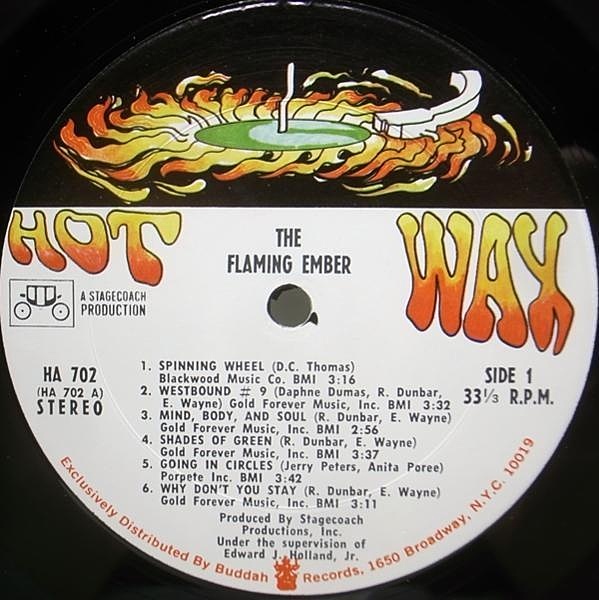 HOT WAX
THE
FLAMING EMBER
A STAGECOACH
PRODUCTION
HA 702
(HA 702 A)
STEREO
SIDE 1
33⅓ R.P.M.
1. SPINNING WHEEL (D.C. Thomas)
Blackwood Music Co. BMI 3:16
2. WESTBOUND # 9 (Daphne Dumas, R. Dunbar,
E. Wayne) Gold Forever Music, Inc. BMI 3:32
3. MIND, BODY, AND SOUL (R. Dunbar, E. Wayne)
Gold Forever Music, Inc. BMI 2:56
4. SHADES OF GREEN (R. Dunbar, E. Wayne)
Gold Forever Music, Inc. BMI 3:37
5. GOING IN CIRCLES (Jerry Peters, Anita Poree)
Porpete Inc. BMI 3:42
6. WHY DON'T YOU STAY (R. Dunbar, E. Wayne)
Gold Forever Music, Inc. BMI 3:11
Produced By Stagecoach
Productions, Inc.
Under the supervision of
Edward J. Holland, Jr.
Exclusively Distributed By Buddah Records, 1650 Broadway, N.Y.C. 10019